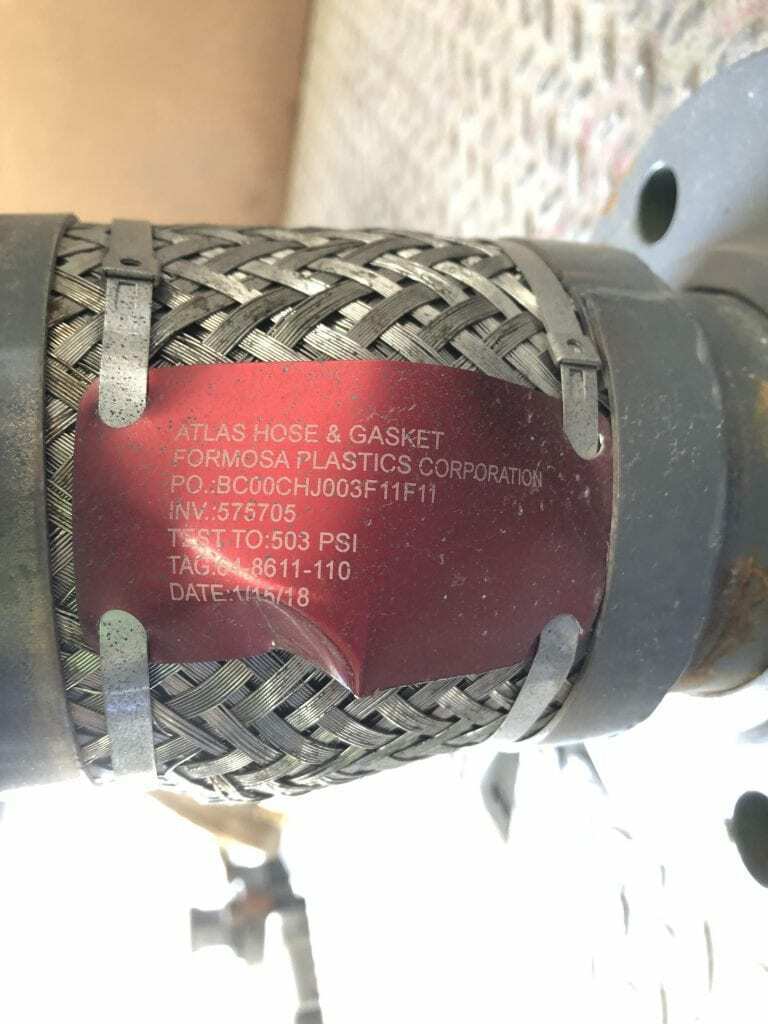 ATLAS HOSE & GASKET
FORMOSA PLASTICS CORPORATION
PO.:BC00CHJ003F11F11
INV.:575705
TEST TO:503 PSI
TAG:64-8611-110
DATE:1/15/18